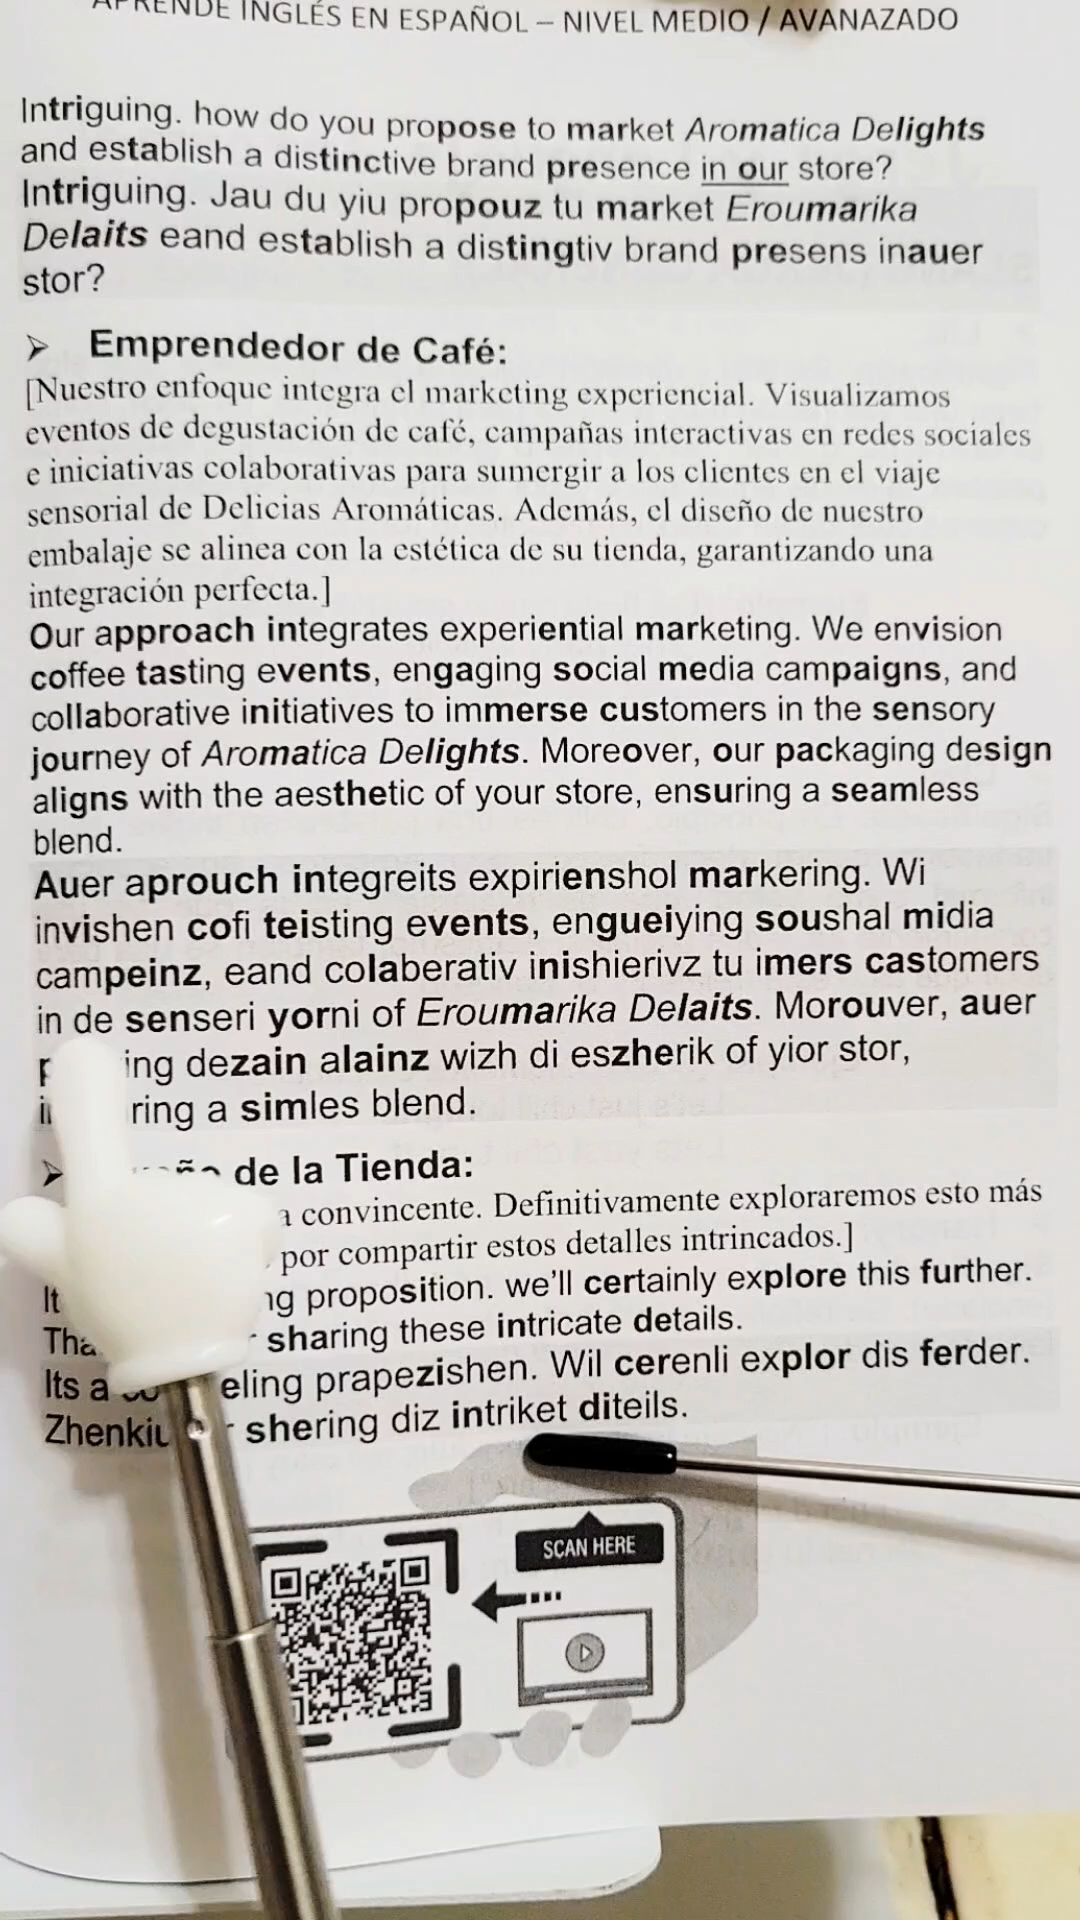 APRENDE INGLÉS EN ESPAÑOL – NIVEL MEDIO / AVANAZADO
Intriguing. how do you propose to market Aromatica Delights
and establish a distinctive brand presence in our store?
Intriguing. Jau du yiu propouz tu market Eroumarika
Delaits eand establish a distingtiv brand presens inauer
stor?
➤ Emprendedor de Café:
[Nuestro enfoque integra el marketing experiencial. Visualizamos
eventos de degustación de café, campañas interactivas en redes sociales
e iniciativas colaborativas para sumergir a los clientes en el viaje
sensorial de Delicias Aromáticas. Además, el diseño de nuestro
embalaje se alinea con la estética de su tienda, garantizando una
integración perfecta.]
Our approach integrates experiential marketing. We envision
coffee tasting events, engaging social media campaigns, and
collaborative initiatives to immerse customers in the sensory
journey of Aromatica Delights. Moreover, our packaging design
aligns with the aesthetic of your store, ensuring a seamless
blend.
Auer aprouch integreits expirienshol markering. Wi
invishen cofi teisting events, engueiying soushal midia
campeinz, eand colaberativ inishierivz tu imers castomers
in de senseri yorni of Eroumarika Delaits. Morouver, auer
ing dezain alainz wizh di eszherik of yior stor,
ring a simles blend.
➤ de la Tienda:
convincente. Definitivamente exploraremos esto más
por compartir estos detalles intrincados.]
It proposition. we'll certainly explore this further.
sharing these intricate details.
Its a eling prapezishen. Wil cerenli explor dis ferder.
shering diz intriket diteils.
SCAN HERE